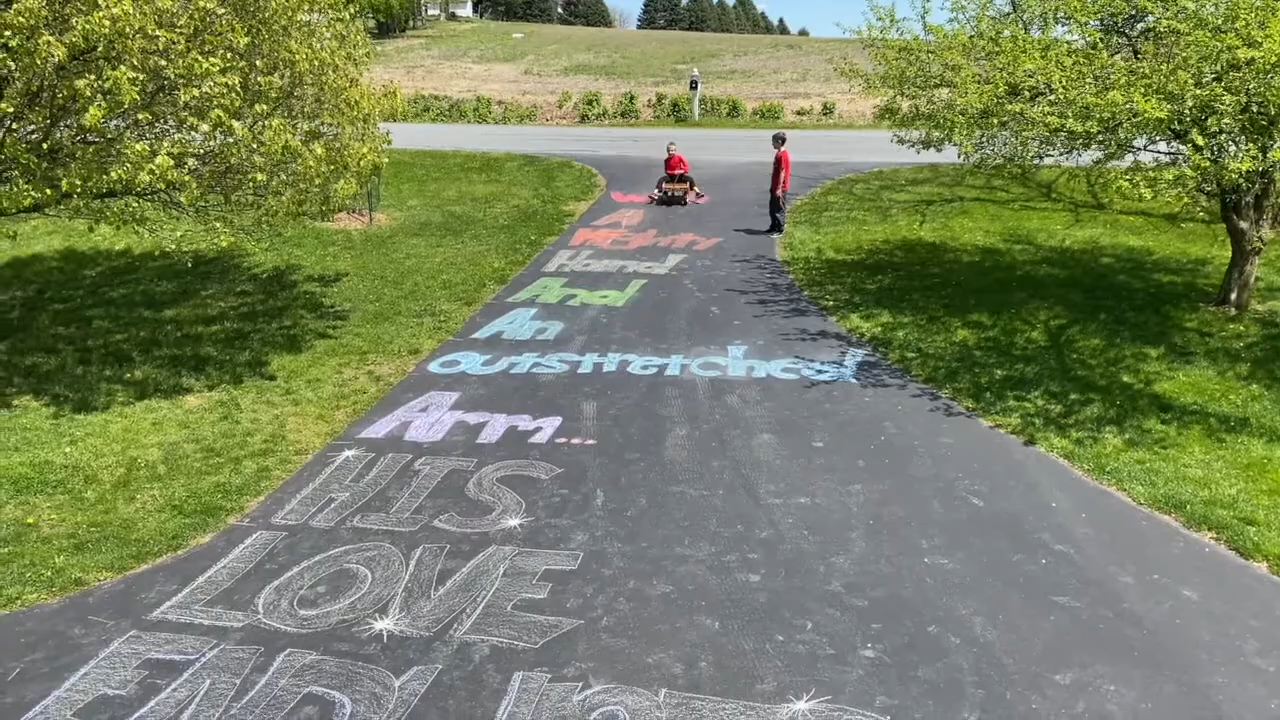 A
Mighty
Hand
And
An
Outstretched
Arm...
HIS
LOVE